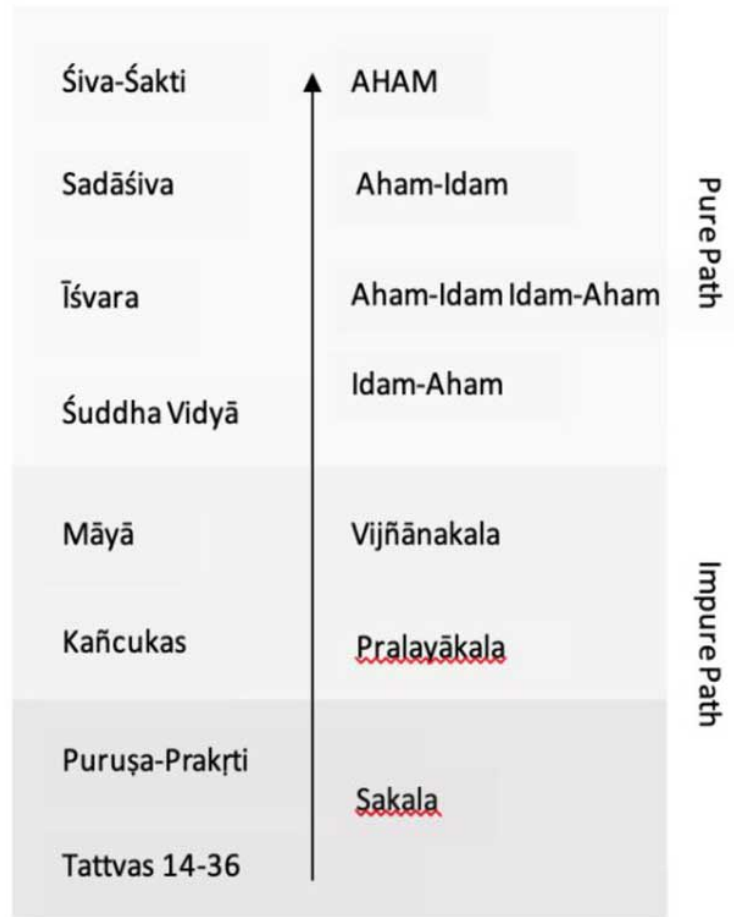 Śiva-Śakti AHAM
Sadāśiva Aham-Idam
Īśvara Aham-Idam Idam-Aham
Idam-Aham
Śuddha Vidyā
Pure Path
Māyā Vijñānakala
Kañcukas Pralayākala
Puruṣa-Prakṛti
Sakala
Tattvas 14-36
Impure Path